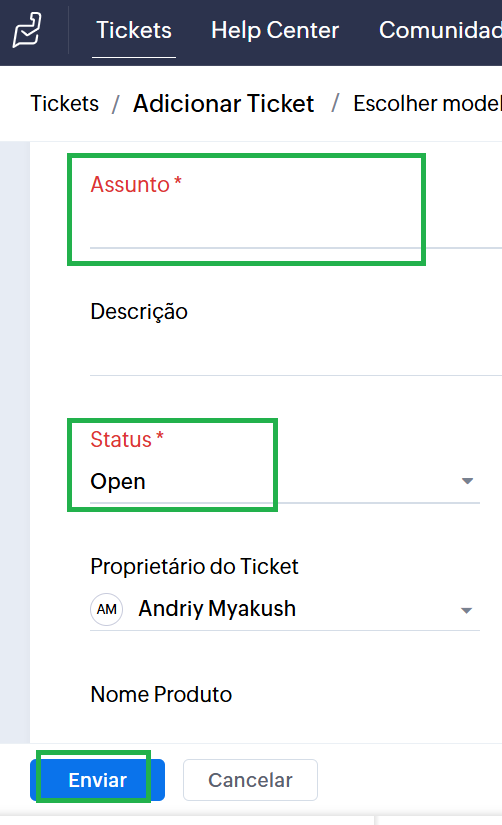 Tickets Help Center Comunidad
Tickets / Adicionar Ticket / Escolher model
Assunto *
Descrição
Status *
Open
Proprietário do Ticket
AM Andriy Myakush
Nome Produto
Enviar Cancelar